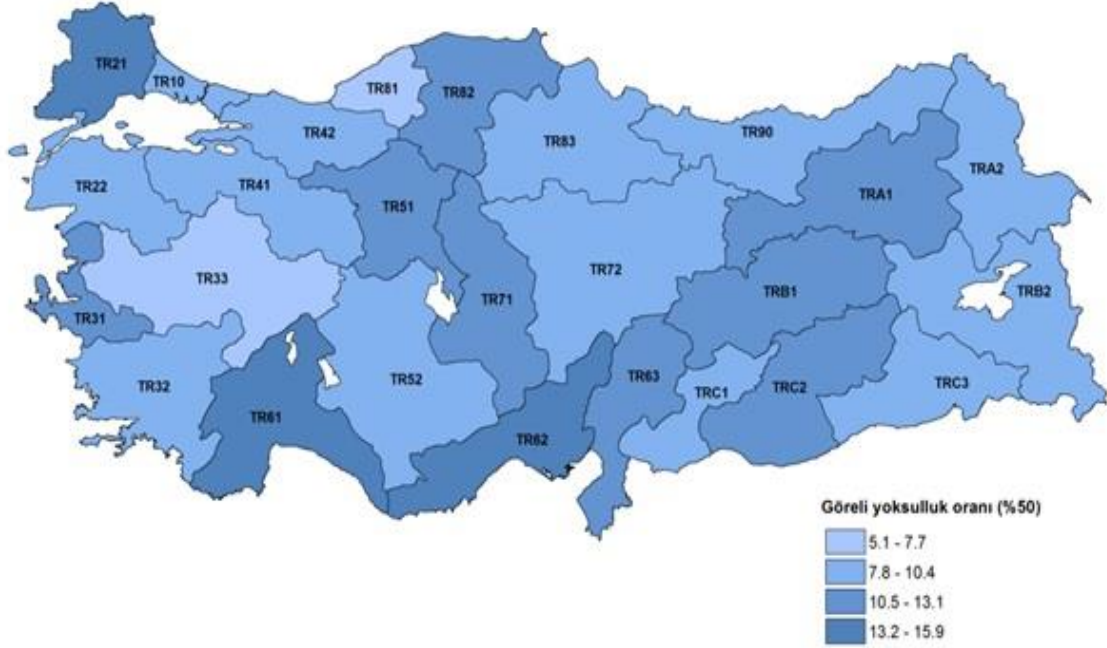 TR21
TR10
TR81
TR82
TR42
TR83
TR90
TRA2
TR22
TR41
TR51
TRA1
TR33
TR72
TRB1
TRB2
TR71
TR31
TR32
TR52
TR63
TRC1
TRC2
TRC3
TR61
TR62
Göreli yoksulluk oranı (%50)
5.1 - 7.7
7.8 - 10.4
10.5 - 13.1
13.2 - 15.9